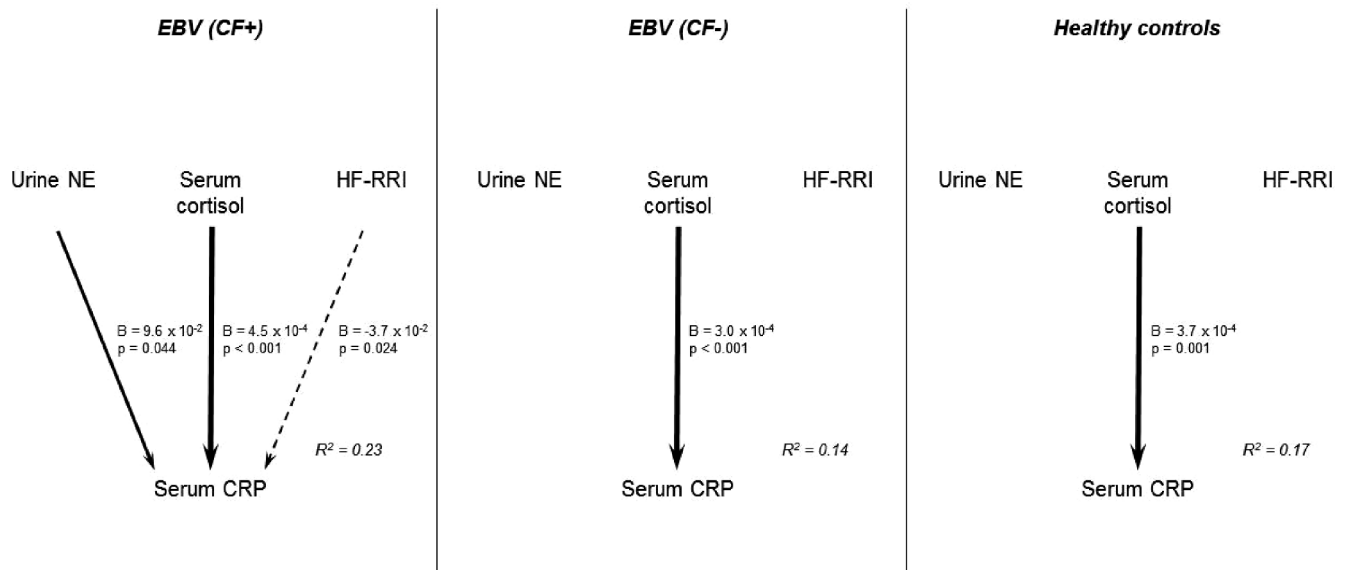 EBV (CF+)
Urine NE
Serum
cortisol
HF-RRI
B = 9.6 x 10⁻²
p = 0.044
B = 4.5 x 10⁻⁴
p < 0.001
B = -3.7 x 10⁻²
p = 0.024
R² = 0.23
Serum CRP
EBV (CF-)
Urine NE
Serum
cortisol
HF-RRI
B = 3.0 x 10⁻⁴
p < 0.001
R² = 0.14
Serum CRP
Healthy controls
Urine NE
Serum
cortisol
HF-RRI
B = 3.7 x 10⁻⁴
p = 0.001
R² = 0.17
Serum CRP